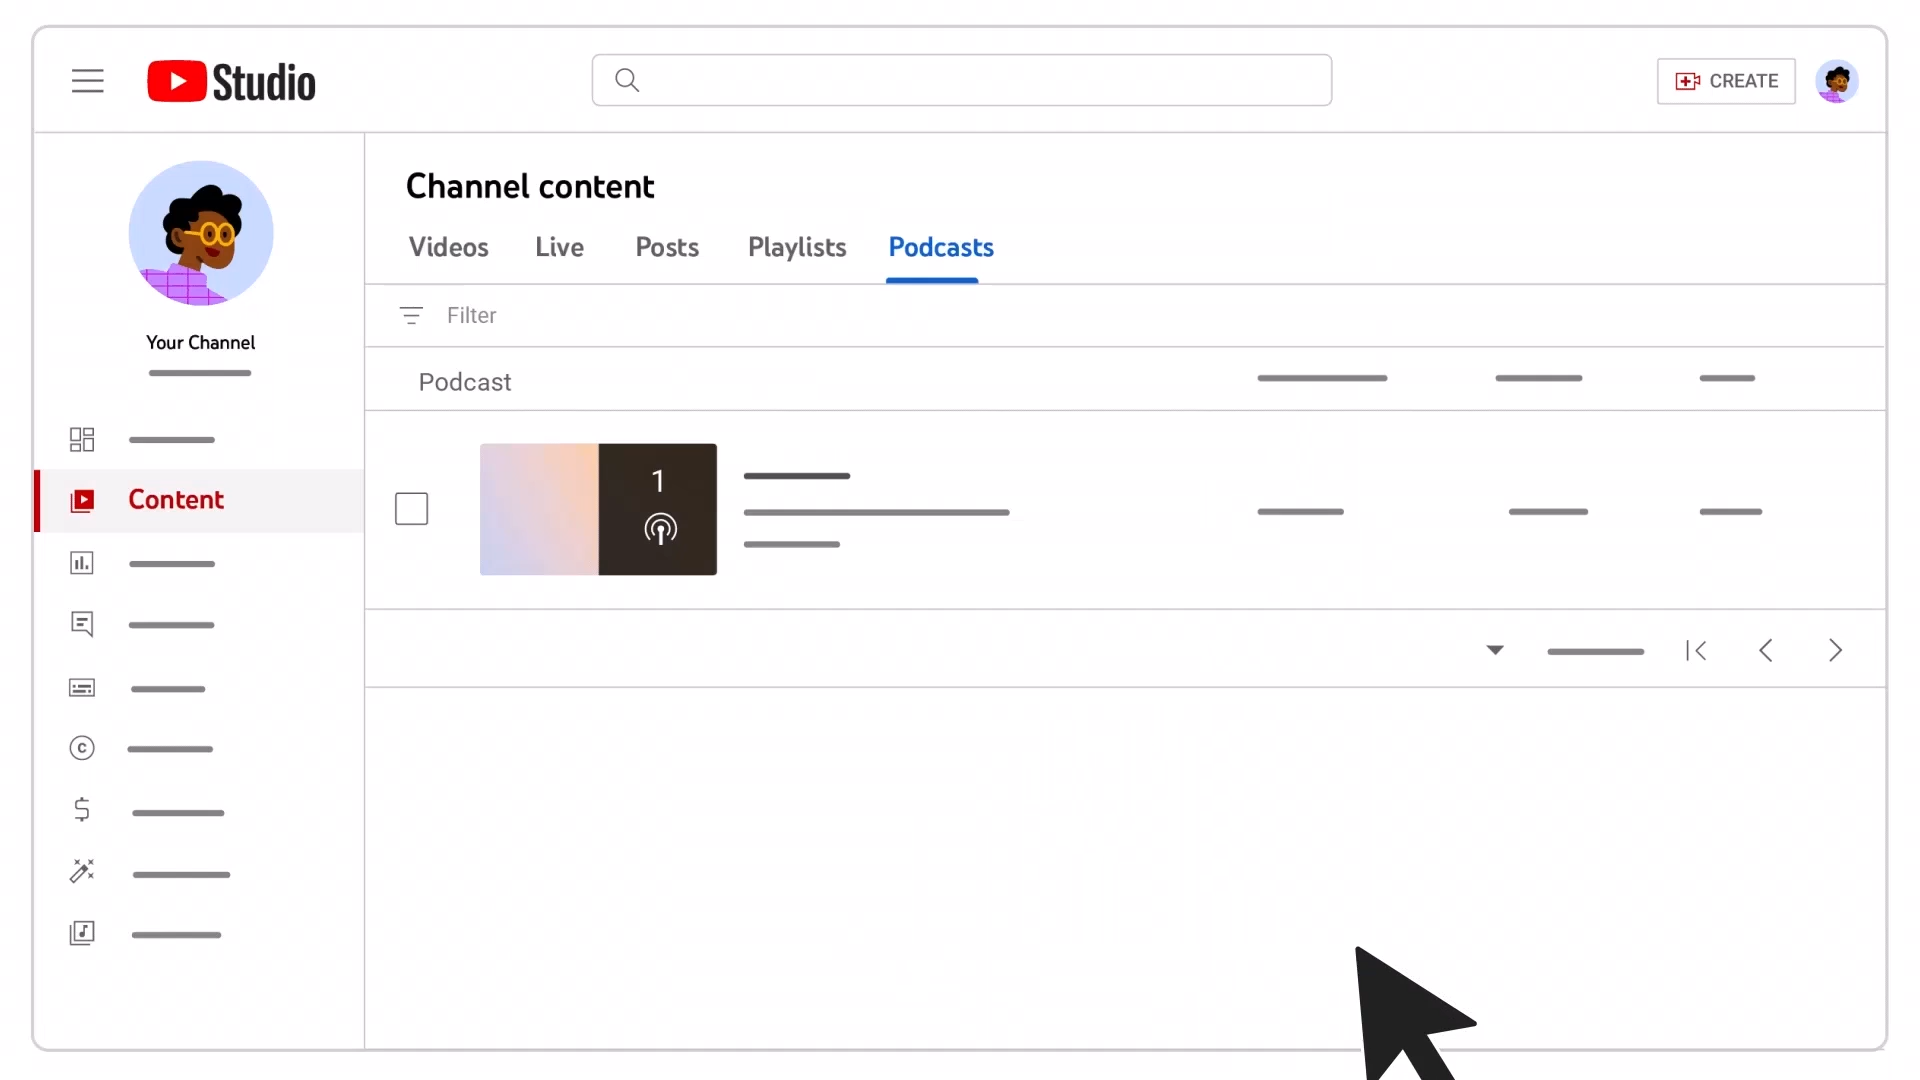 Studio
CREATE
Your Channel
Content
Channel content
Videos Live Posts Playlists Podcasts
Filter
Podcast
1